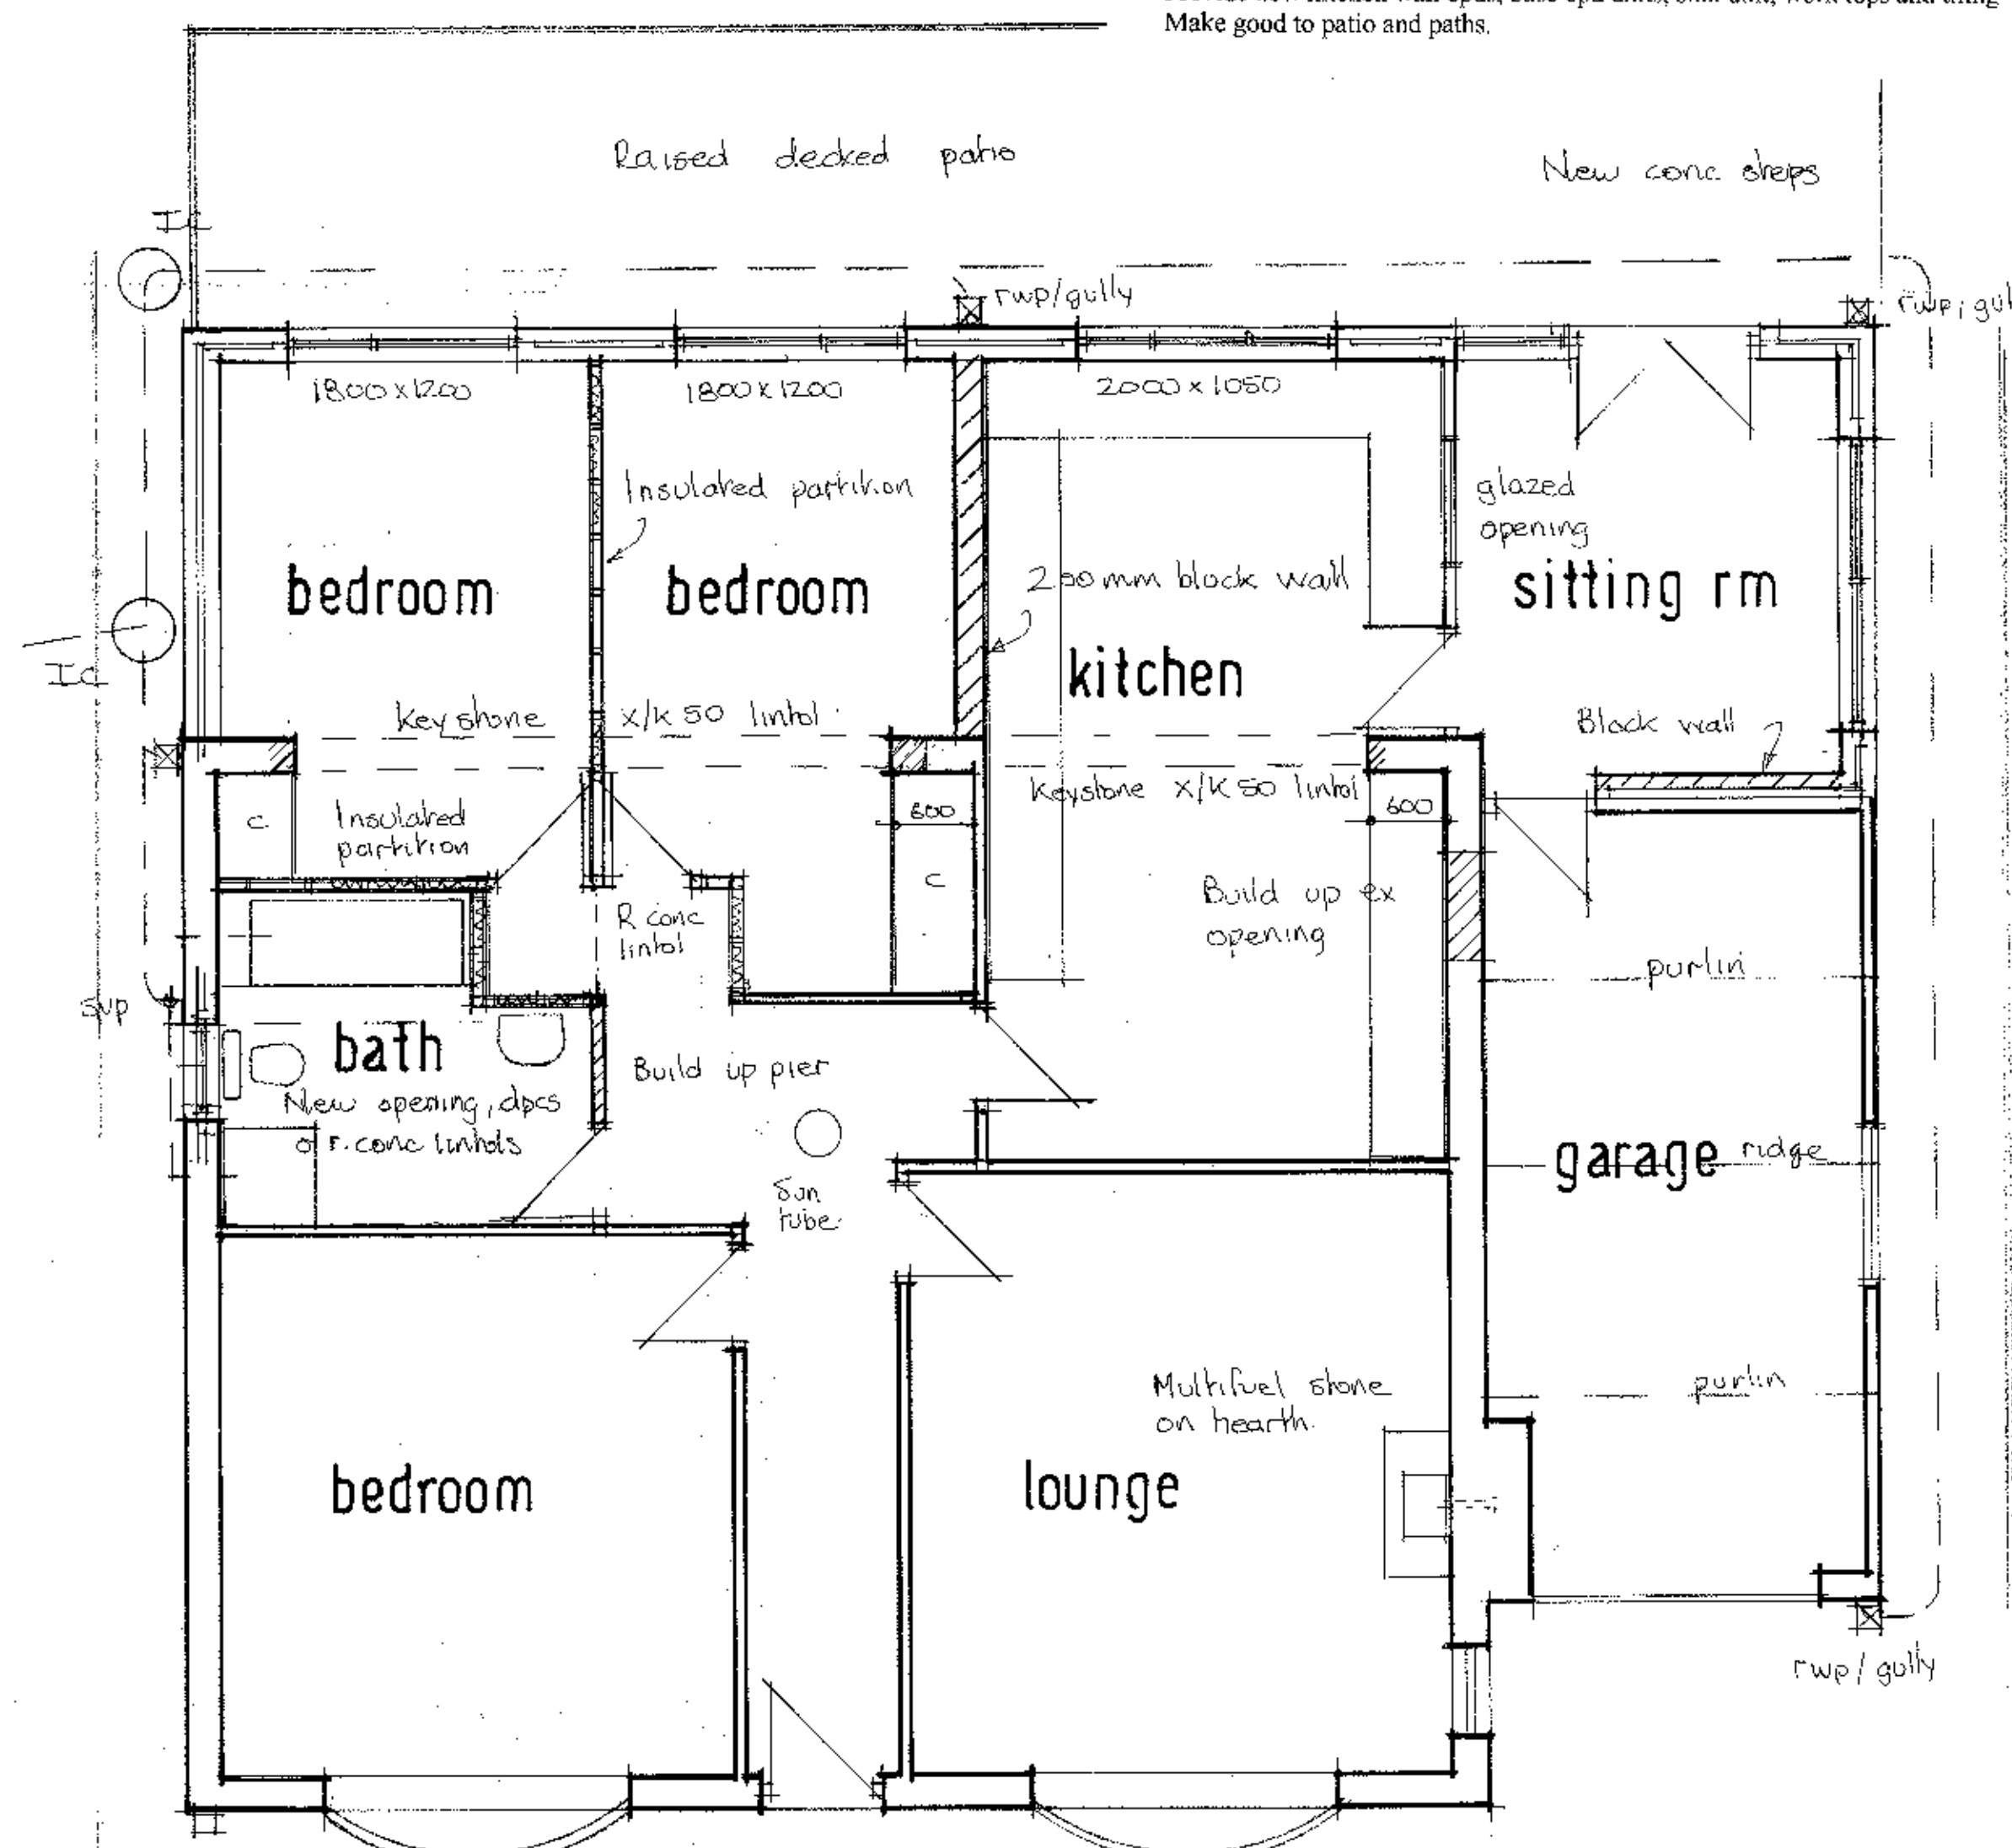 Make good to patio and paths.
Raised decked patio
New conc steps
Ic
rwp/gully
rwp/gul
1800 x 1200
1800 x 1200
2000 x 1050
Insulated partition
glazed
opening
200mm block wall
bedroom
bedroom
sitting rm
kitchen
Ic
Keystone x/k 50 lintol
Block wall
Keystone x/k 50 lintol
600
600
c
Insulated
partition
c
R conc
lintol
Build up ex
opening
purlin
svp
bath
Build up pier
New opening, dpcs
o r. conc lintols
garage
ridge
Sun
tube
purlin
Multifuel stone
on hearth.
bedroom
lounge
rwp/gully